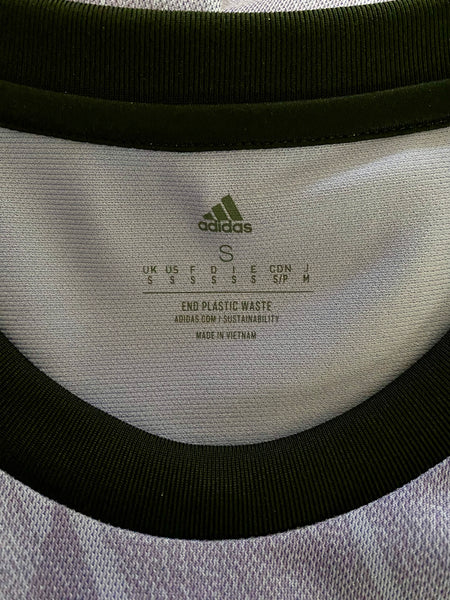 adidas
S
UK US F D I E CDN J
S S S S S S S/P M
END PLASTIC WASTE
ADIDAS.COM / SUSTAINABILITY
MADE IN VIETNAM